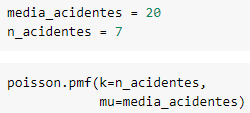 media_acidentes = 20
n_acidentes = 7
poisson.pmf(k=n_acidentes,
mu=media_acidentes)